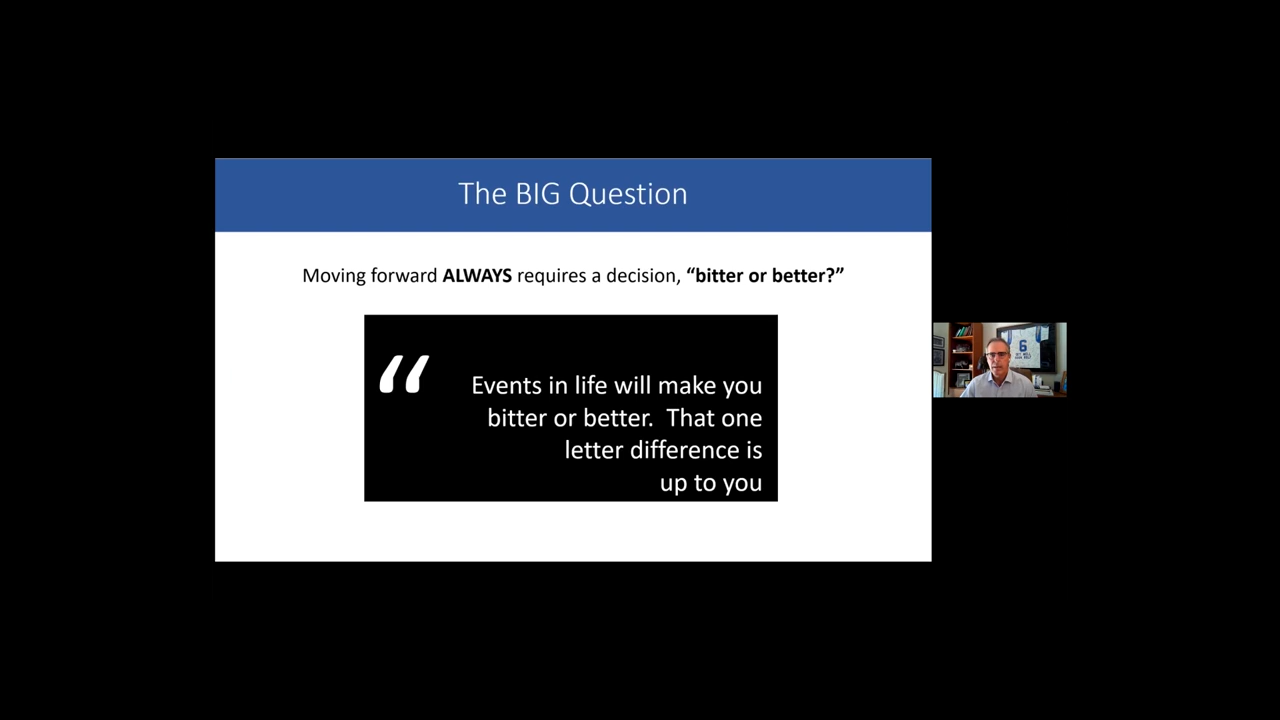 The BIG Question
Moving forward ALWAYS requires a decision, “bitter or better?”
“
Events in life will make you
bitter or better.  That one
letter difference is
up to you
6